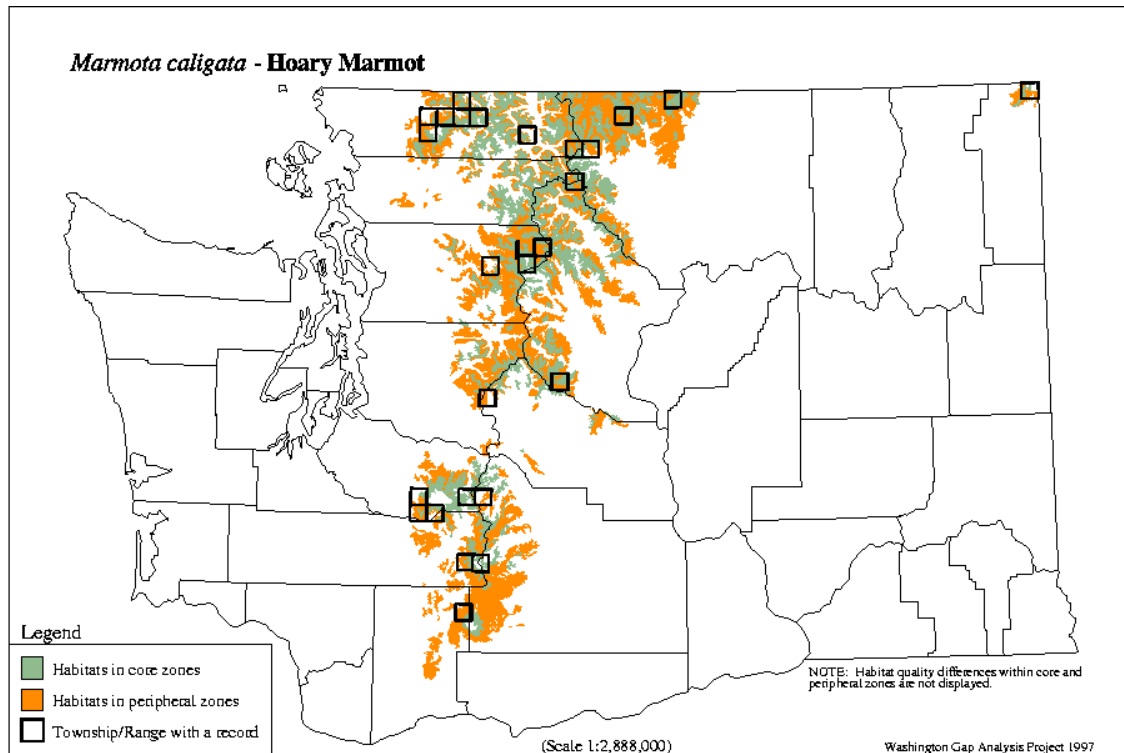 Marmota caligata - Hoary Marmot
Legend
Habitats in core zones
Habitats in peripheral zones
Township/Range with a record
NOTE: Habitat quality differences within core and
peripheral zones are not displayed.
(Scale 1:2,888,000)
Washington Gap Analysis Project 1997